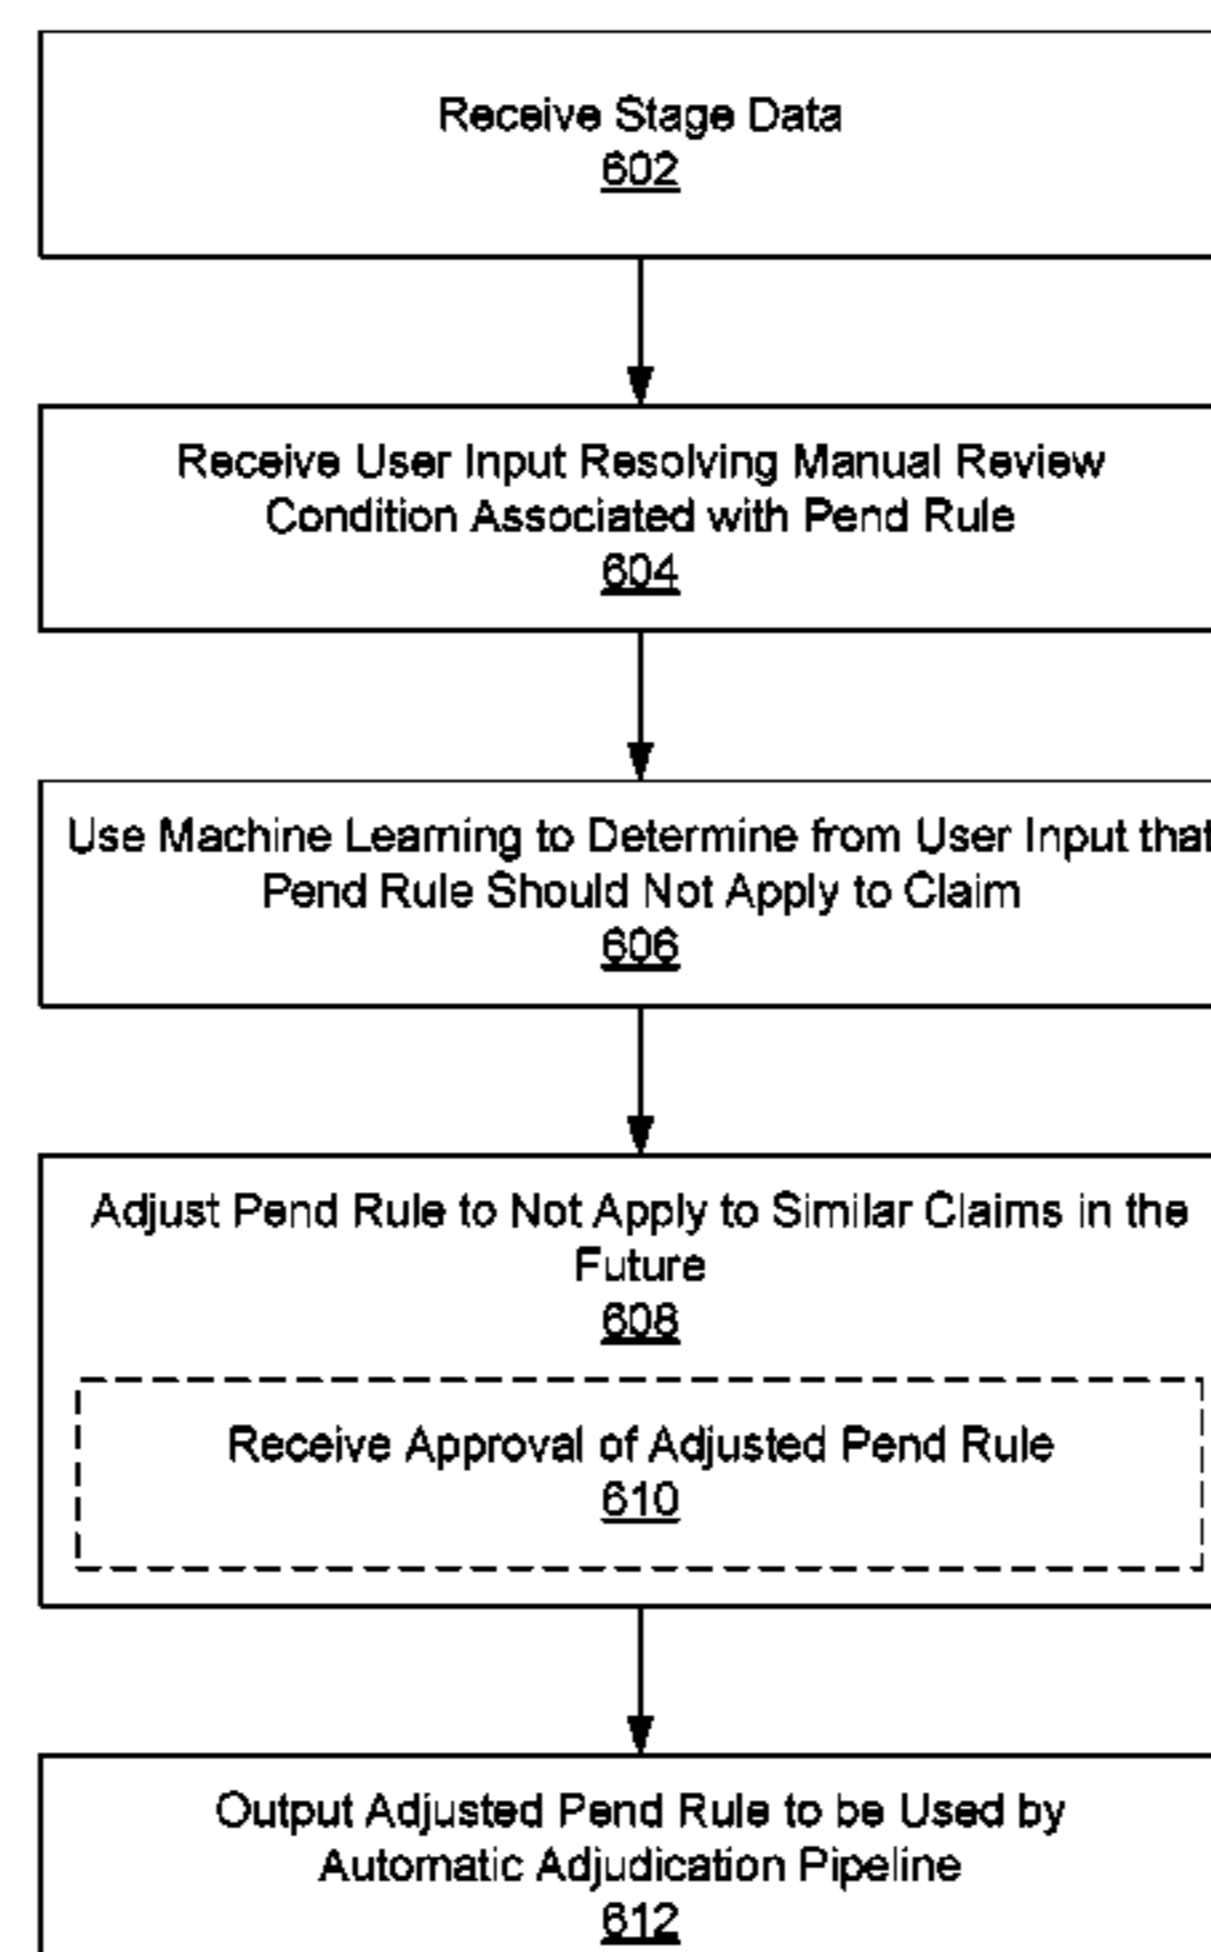 Receive Stage Data
602
Receive User Input Resolving Manual Review
Condition Associated with Pend Rule
604
Use Machine Learning to Determine from User Input that
Pend Rule Should Not Apply to Claim
606
Adjust Pend Rule to Not Apply to Similar Claims in the
Future
608
Receive Approval of Adjusted Pend Rule
610
Output Adjusted Pend Rule to be Used by
Automatic Adjudication Pipeline
612